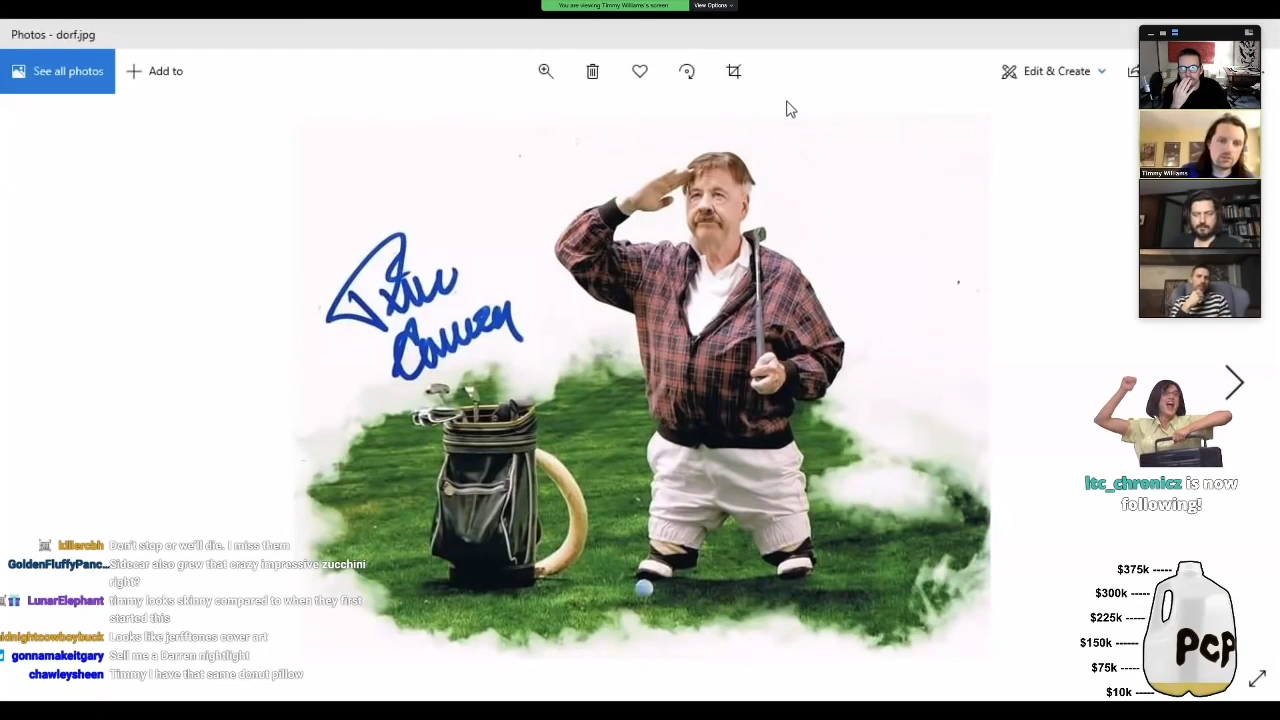 You are viewing Timmy Williams's screen
View Options
Photos - dorf.jpg
See all photos
Add to
Edit & Create
Timmy Williams
Tim
Conway
ltc_chronicz is now
following!
killercbh Don't stop or we'll die. I miss them
GoldenFluffyPanc... Sidecar also grew that crazy impressive zucchini
right?
LunarElephant timmy looks skinny compared to when they first
started this
idnightcowboybuck Looks like jerfftones cover art
gonnamakeitgary Sell me a Darren nightlight
chawleysheen Timmy I have that same donut pillow
$375k
$300k
$225k
$150k
$75k
$10k
PCP